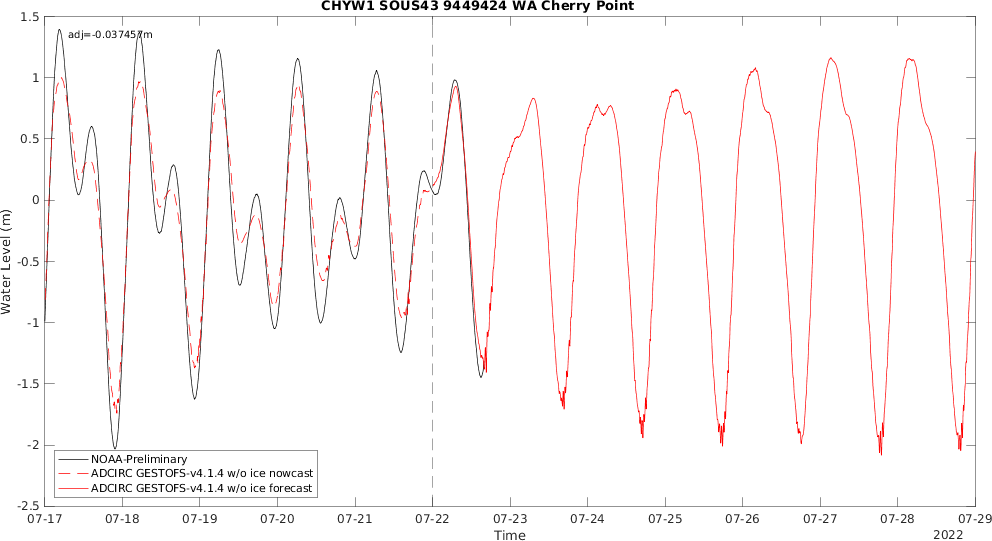 CHYW1 SOUS43 9449424 WA Cherry Point
adj=-0.037457m
1.5
1
0.5
0
-0.5
-1
-1.5
-2
-2.5
Water Level (m)
NOAA-Preliminary
ADCIRC GESTOFS-v4.1.4 w/o ice nowcast
ADCIRC GESTOFS-v4.1.4 w/o ice forecast
07-17 07-18 07-19 07-20 07-21 07-22 07-23 07-24 07-25 07-26 07-27 07-28 07-29
Time
2022